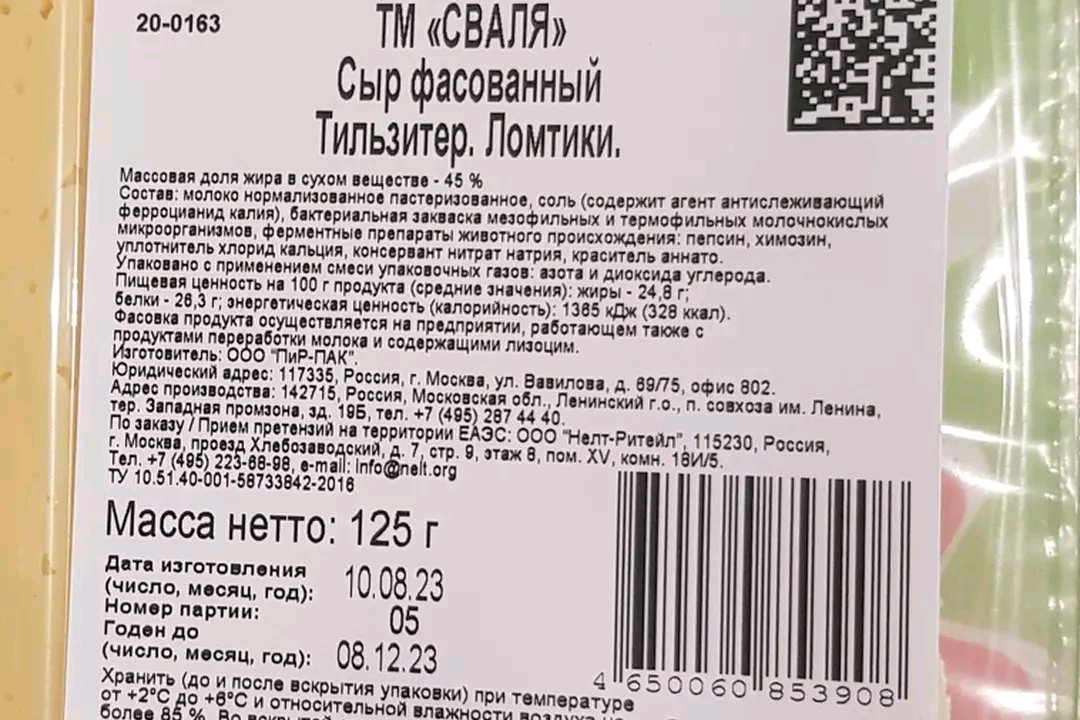 20-0163
ТМ «СВАЛЯ»
Сыр фасованный
Тильзитер. Ломтики.
Массовая доля жира в сухом веществе - 45 %
Состав: молоко нормализованное пастеризованное, соль (содержит агент антислеживающий
ферроцианид калия), бактериальная закваска мезофильных и термофильных молочнокислых
микроорганизмов, ферментные препараты животного происхождения: пепсин, химозин,
уплотнитель хлорид кальция, консервант нитрат натрия, краситель аннато.
Упаковано с применением смеси упаковочных газов: азота и диоксида углерода.
Пищевая ценность на 100 г продукта (средние значения): жиры - 24,8 г;
белки - 26,3 г; энергетическая ценность (калорийность): 1365 кДж (328 ккал).
Фасовка продукта осуществляется на предприятии, работающем также с
продуктами переработки молока и содержащими лизоцим.
Изготовитель: ООО "ПиР-ПАК".
Юридический адрес: 117335, Россия, г. Москва, ул. Вавилова, д. 69/75, офис 802.
Адрес производства: 142715, Россия, Московская обл., Ленинский г.о., п. совхоза им. Ленина,
тер. Западная промзона, зд. 19Б, тел. +7 (495) 287 44 40.
По заказу / Прием претензий на территории ЕАЭС: ООО "Нелт-Ритейл", 115230, Россия,
г. Москва, проезд Хлебозаводский, д. 7, стр. 9, этаж 8, пом. XV, комн. 18И/5.
Тел. +7 (495) 223-68-98, e-mail: info@nelt.org
ТУ 10.51.40-001-58733842-2016
Масса нетто: 125 г
Дата изготовления
(число, месяц, год): 10.08.23
Номер партии: 05
Годен до
(число, месяц, год): 08.12.23
4 650060 853908
Хранить (до и после вскрытия упаковки) при температуре
от +2°С до +6°С и относительной влажности воздуха не
более 85 %.